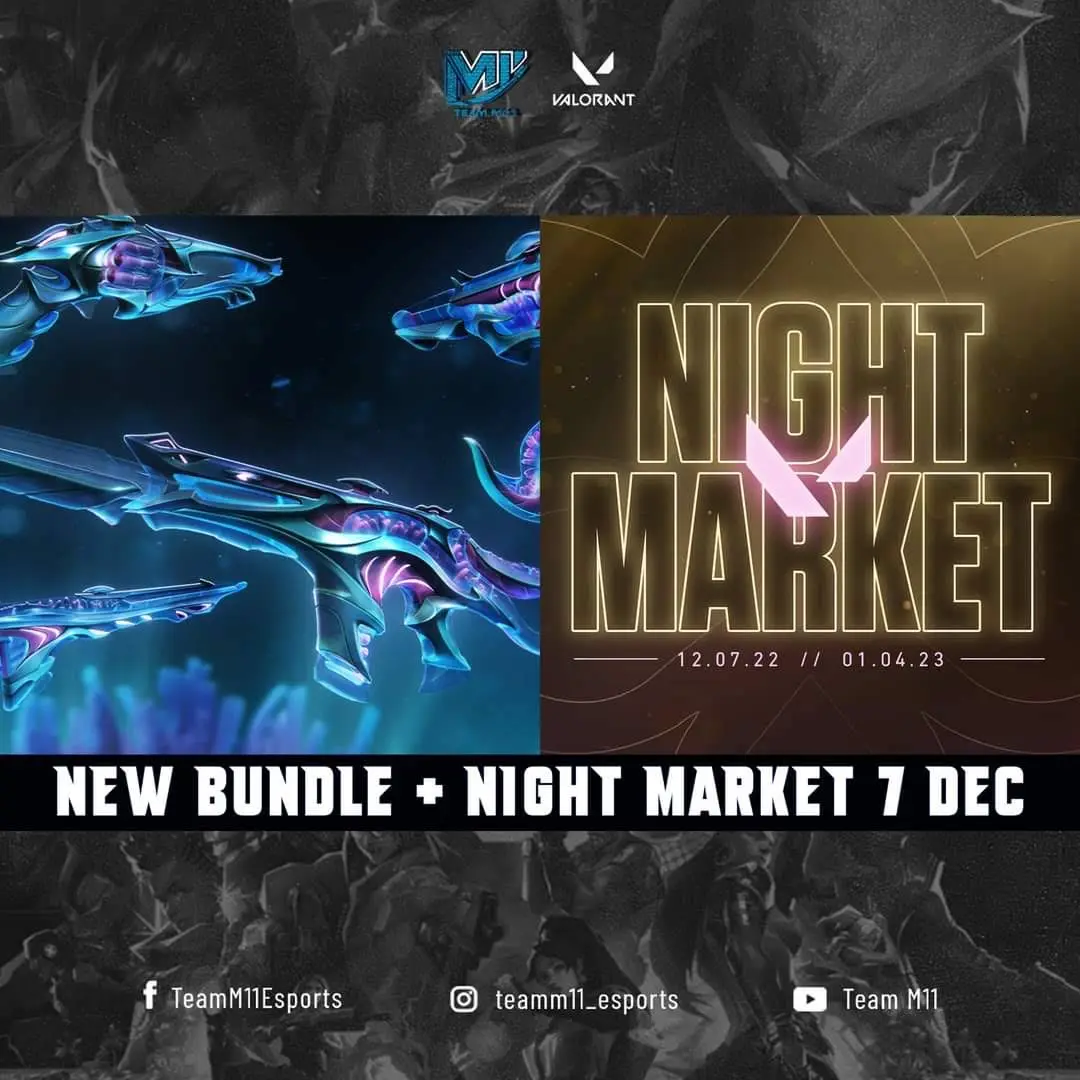 TEAM M11
VALORANT
NIGHT
MARKET
12.07.22 // 01.04.23
NEW BUNDLE + NIGHT MARKET 7 DEC
TeamM11Esports
teamm11_esports
Team M11